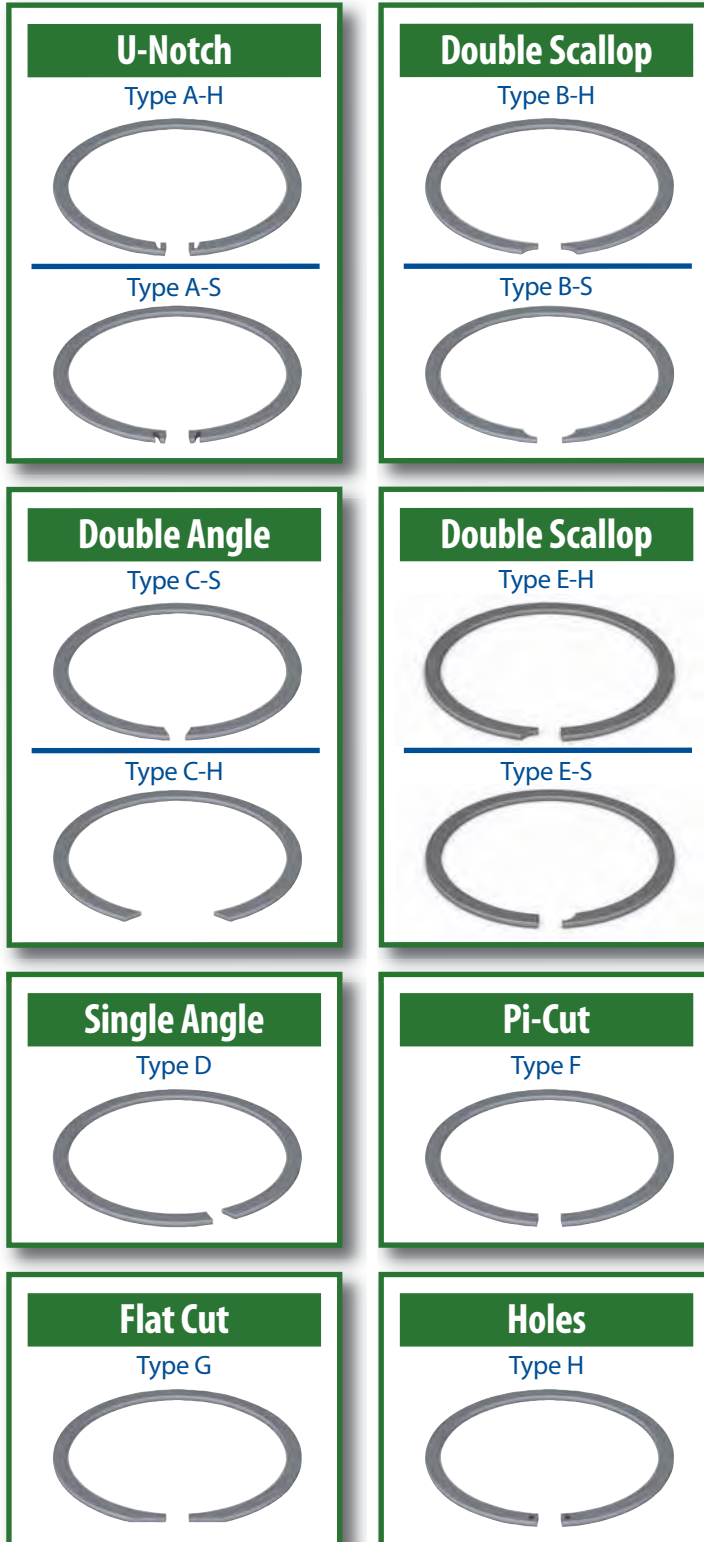 U-Notch
Type A-H
Type A-S
Double Scallop
Type B-H
Type B-S
Double Angle
Type C-S
Type C-H
Double Scallop
Type E-H
Type E-S
Single Angle
Type D
Pi-Cut
Type F
Flat Cut
Type G
Holes
Type H